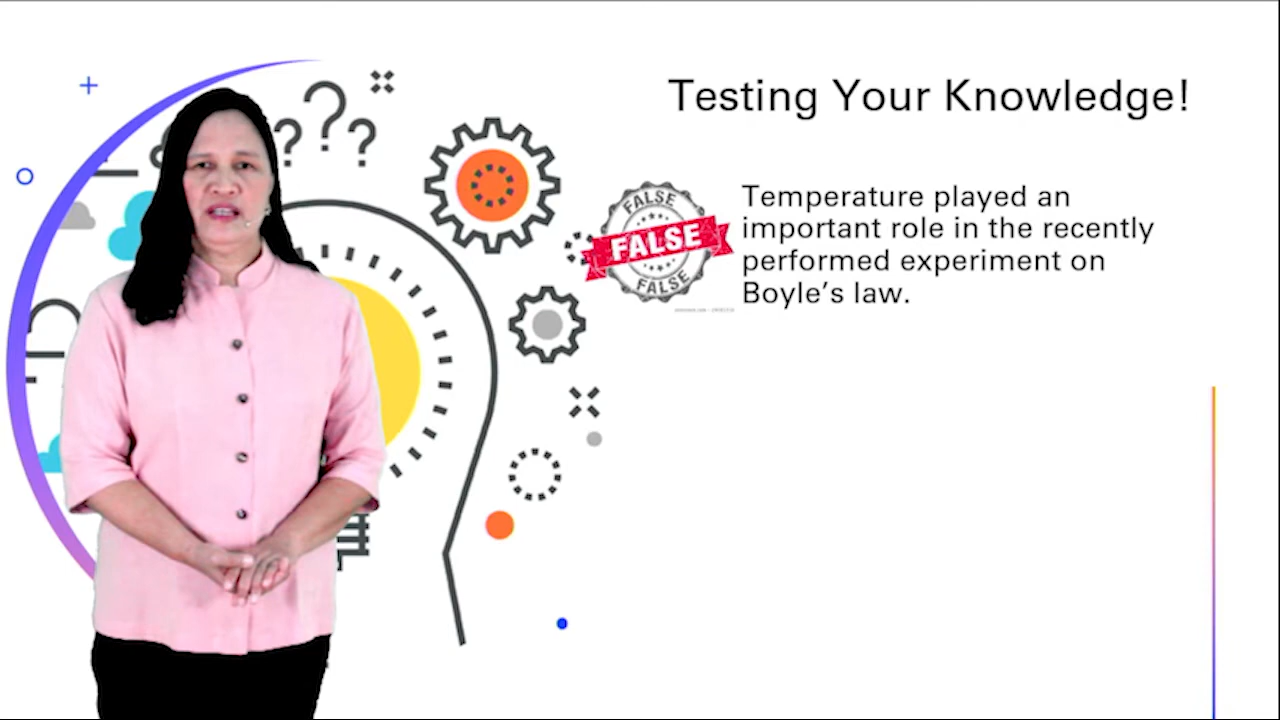 Testing Your Knowledge!
FALSE
FALSE
FALSE
Temperature played an
important role in the recently
performed experiment on
Boyle's law.